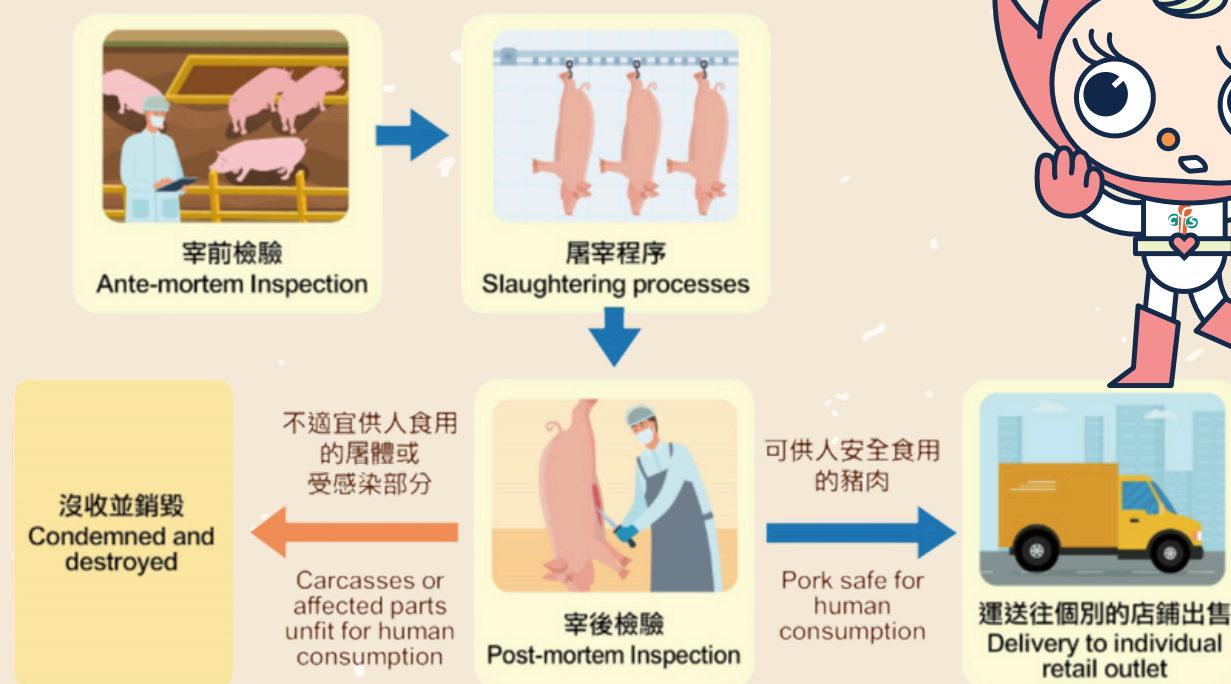 宰前檢驗
Ante-mortem Inspection
屠宰程序
Slaughtering processes
沒收並銷毀
Condemned and
destroyed
不適宜供人食用
的屠體或
受感染部分
Carcasses or
affected parts
unfit for human
consumption
宰後檢驗
Post-mortem Inspection
可供人安全食用
的豬肉
Pork safe for
human
consumption
運送往個別的店鋪出售
Delivery to individual
retail outlet
cfs